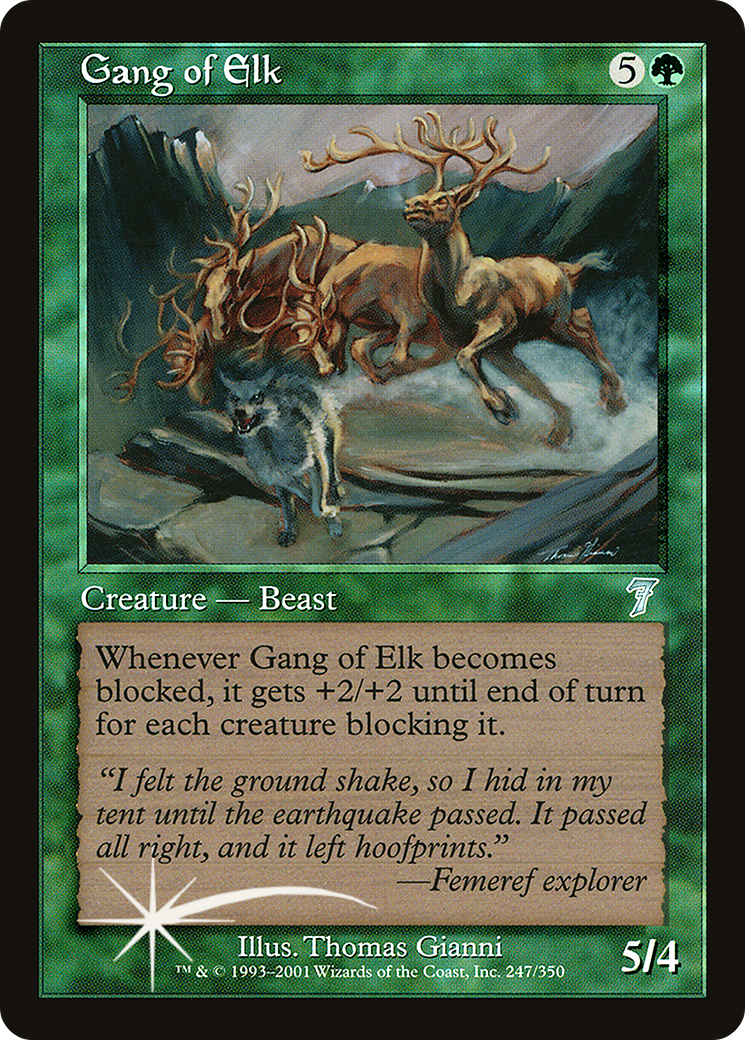 Gang of Elk 5
Thomas Gianni
Creature — Beast 7
Whenever Gang of Elk becomes
blocked, it gets +2/+2 until end of turn
for each creature blocking it.
“I felt the ground shake, so I hid in my
tent until the earthquake passed. It passed
all right, and it left hoofprints.”
—Femeref explorer
Illus. Thomas Gianni
™ & © 1993–2001 Wizards of the Coast, Inc. 247/350
5/4